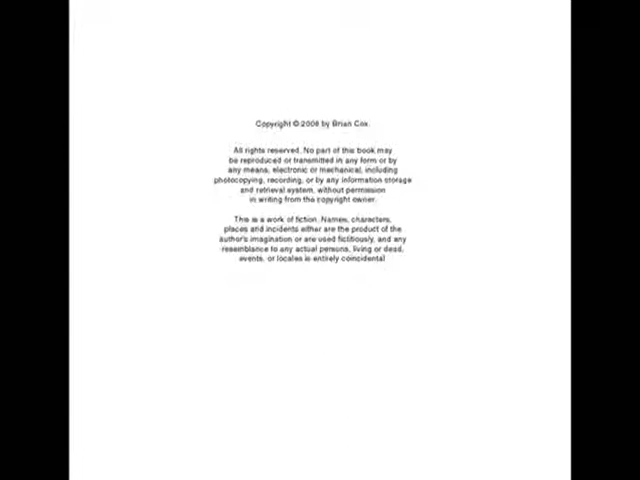 Copyright © 2008 by Brian Cox.
All rights reserved. No part of this book may
be reproduced or transmitted in any form or by
any means, electronic or mechanical, including
photocopying, recording, or by any information storage
and retrieval system, without permission
in writing from the copyright owner.
This is a work of fiction. Names, characters,
places and incidents either are the product of the
author's imagination or are used fictitiously, and any
resemblance to any actual persons, living or dead,
events, or locales is entirely coincidental.